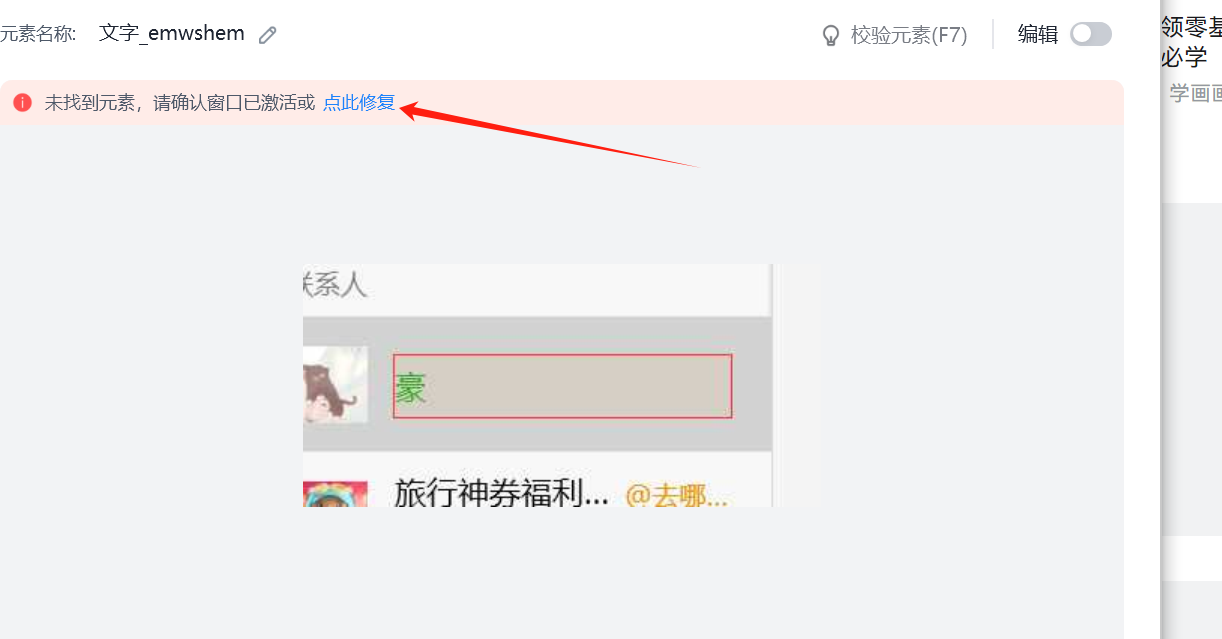 元素名称: 文字_emwshem
校验元素(F7)
编辑
未找到元素，请确认窗口已激活或 点此修复
联系人
豪
旅行神券福利... @去哪...
领零基
必学
学画画